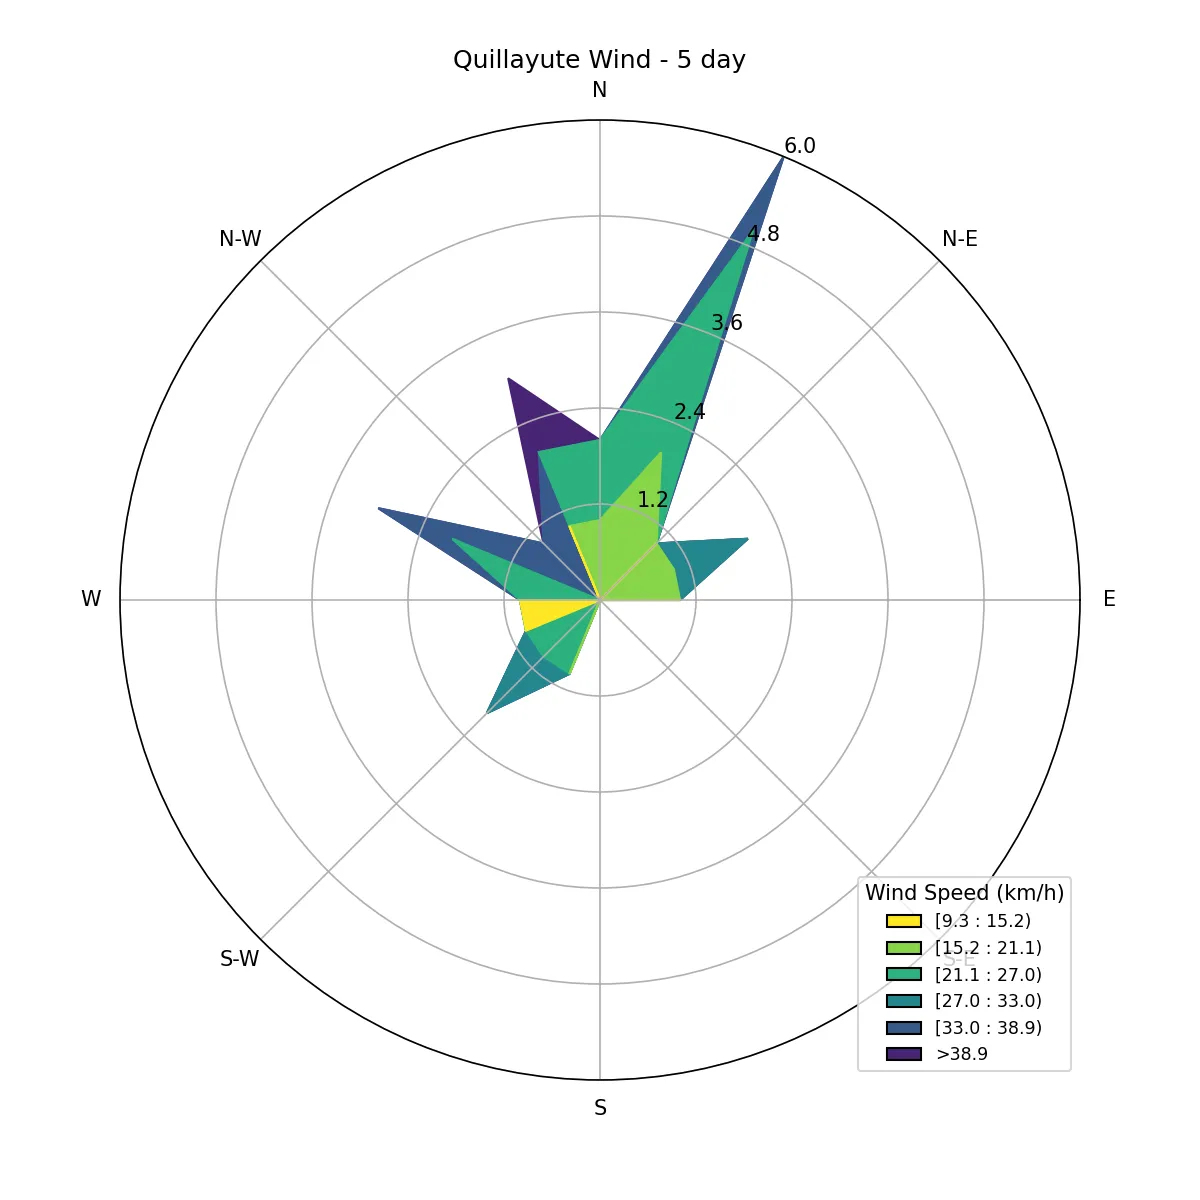 Quillayute Wind - 5 day
N
6.0
4.8
N-W
N-E
3.6
2.4
1.2
W
E
Wind Speed (km/h)
[9.3 : 15.2)
[15.2 : 21.1)
S-W
S-E
[21.1 : 27.0)
[27.0 : 33.0)
[33.0 : 38.9)
>38.9
S